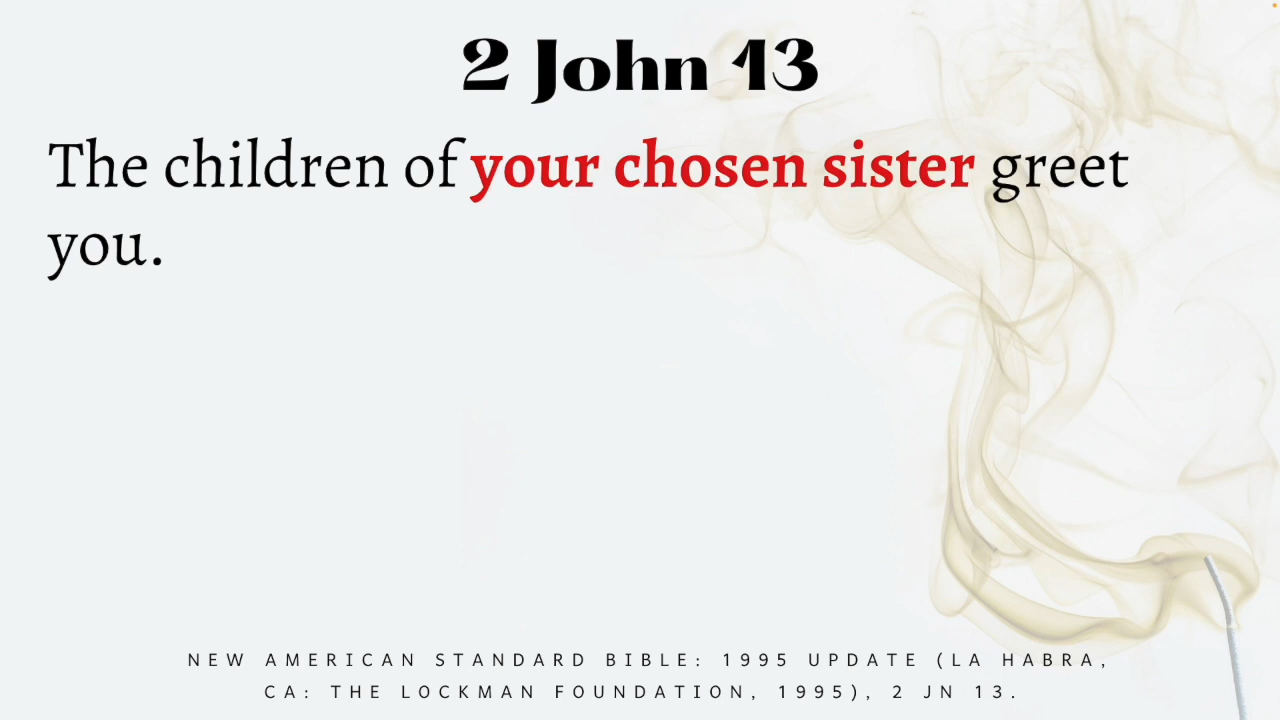 2 John 13
The children of your chosen sister greet
you.
NEW AMERICAN STANDARD BIBLE: 1995 UPDATE (LA HABRA,
CA: THE LOCKMAN FOUNDATION, 1995), 2 JN 13.